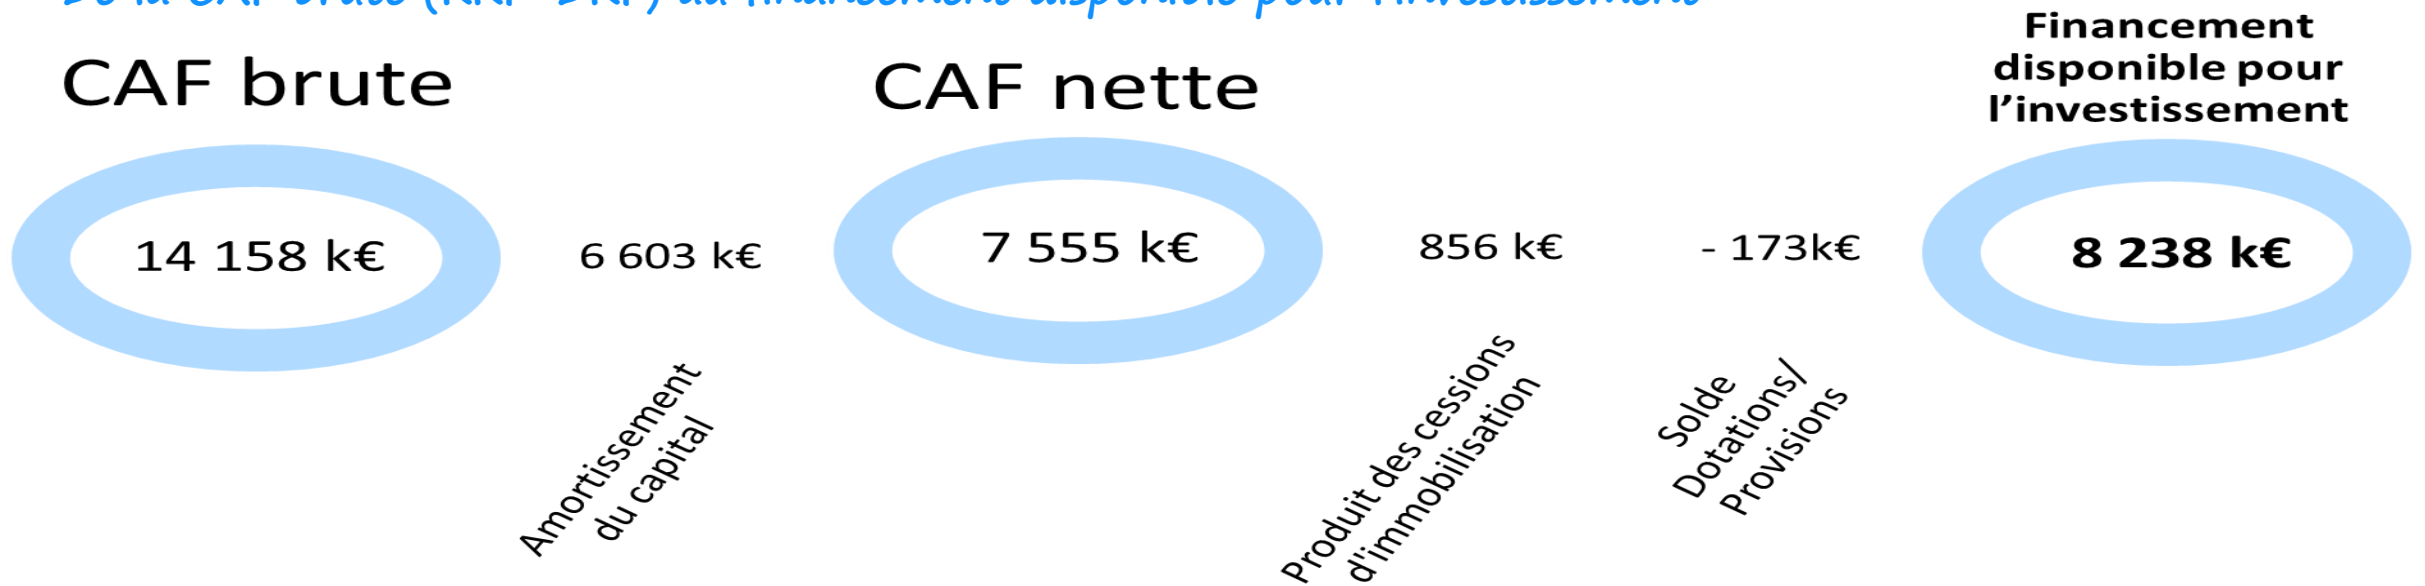 CAF brute
CAF nette
Financement
disponible pour
l’investissement
14 158 k€
6 603 k€
7 555 k€
856 k€
- 173k€
8 238 k€
Amortissement
du capital
Produit des cessions
d'immobilisation
Solde
Dotations/
Provisions